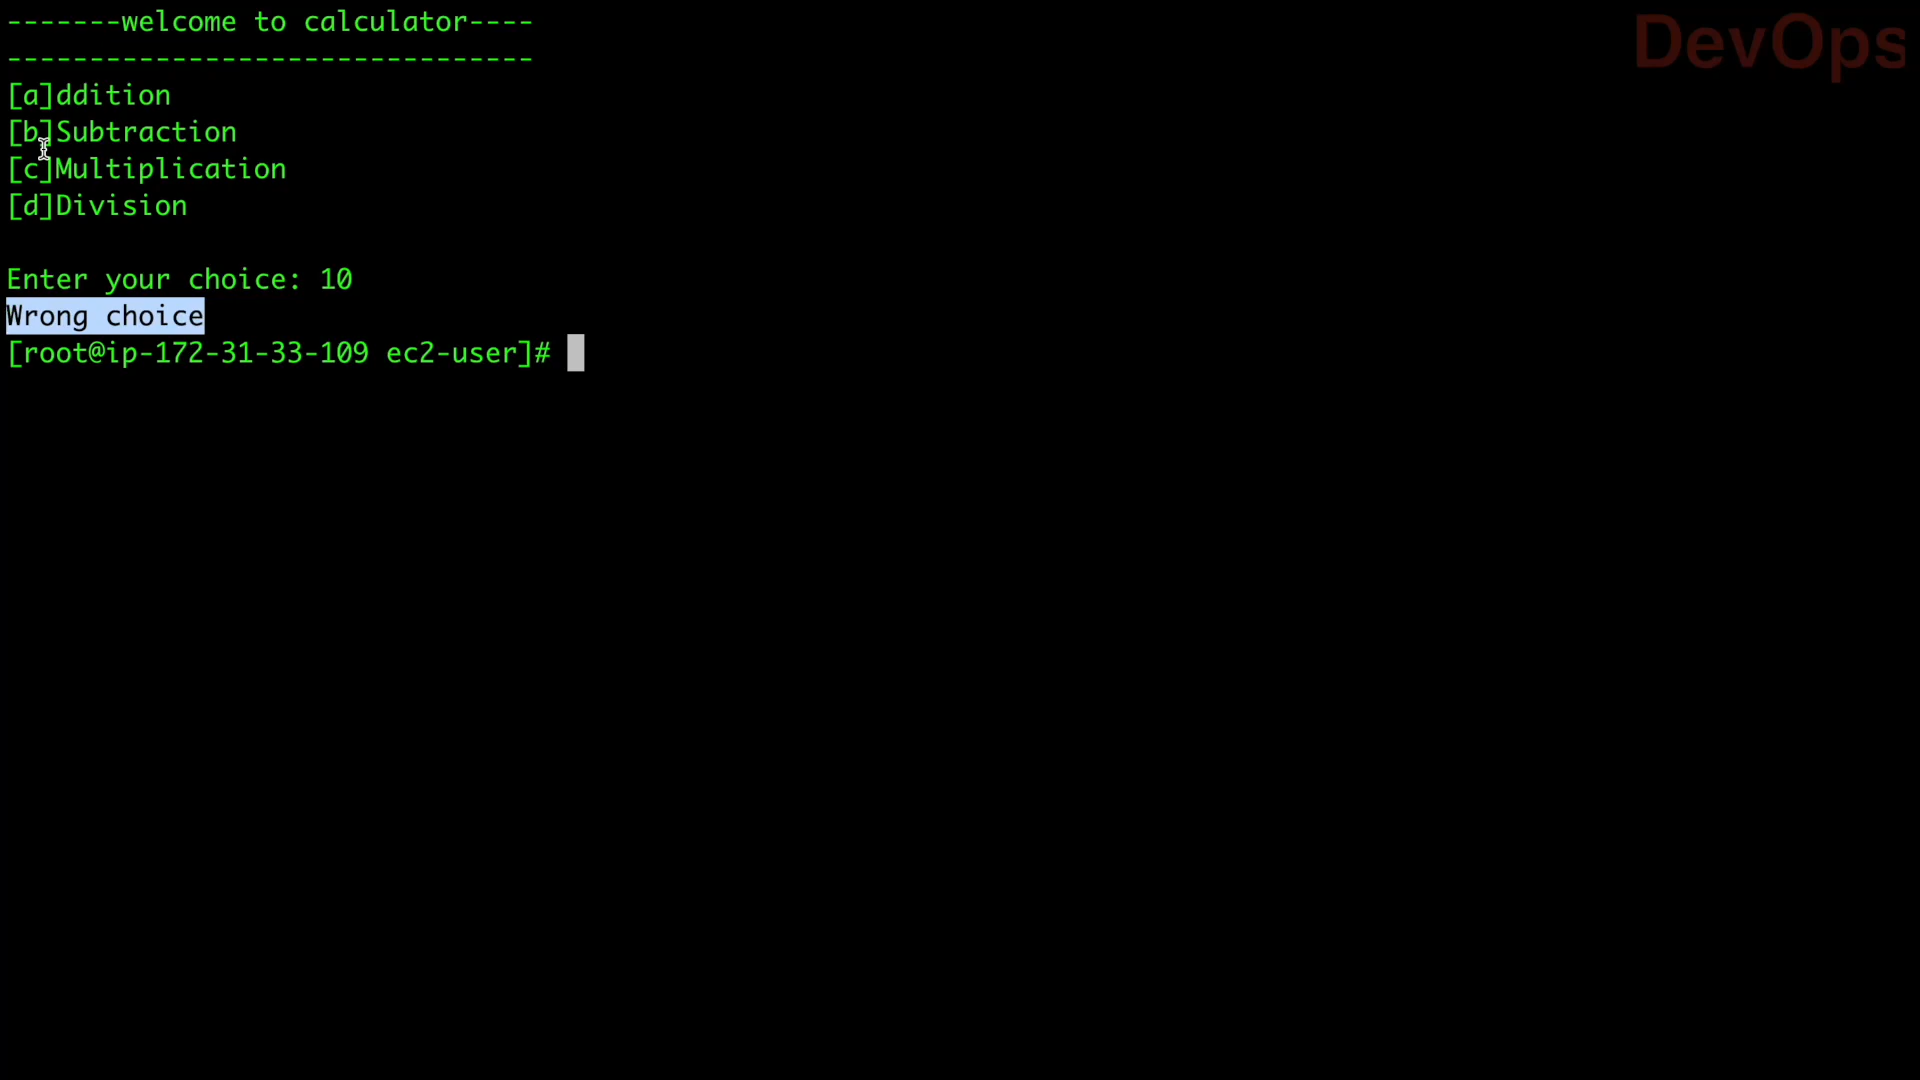 -------welcome to calculator----
--------------------------------
[a]ddition
[b]Subtraction
[c]Multiplication
[d]Division
Enter your choice: 10
Wrong choice
[root@ip-172-31-33-109 ec2-user]#
DevOps